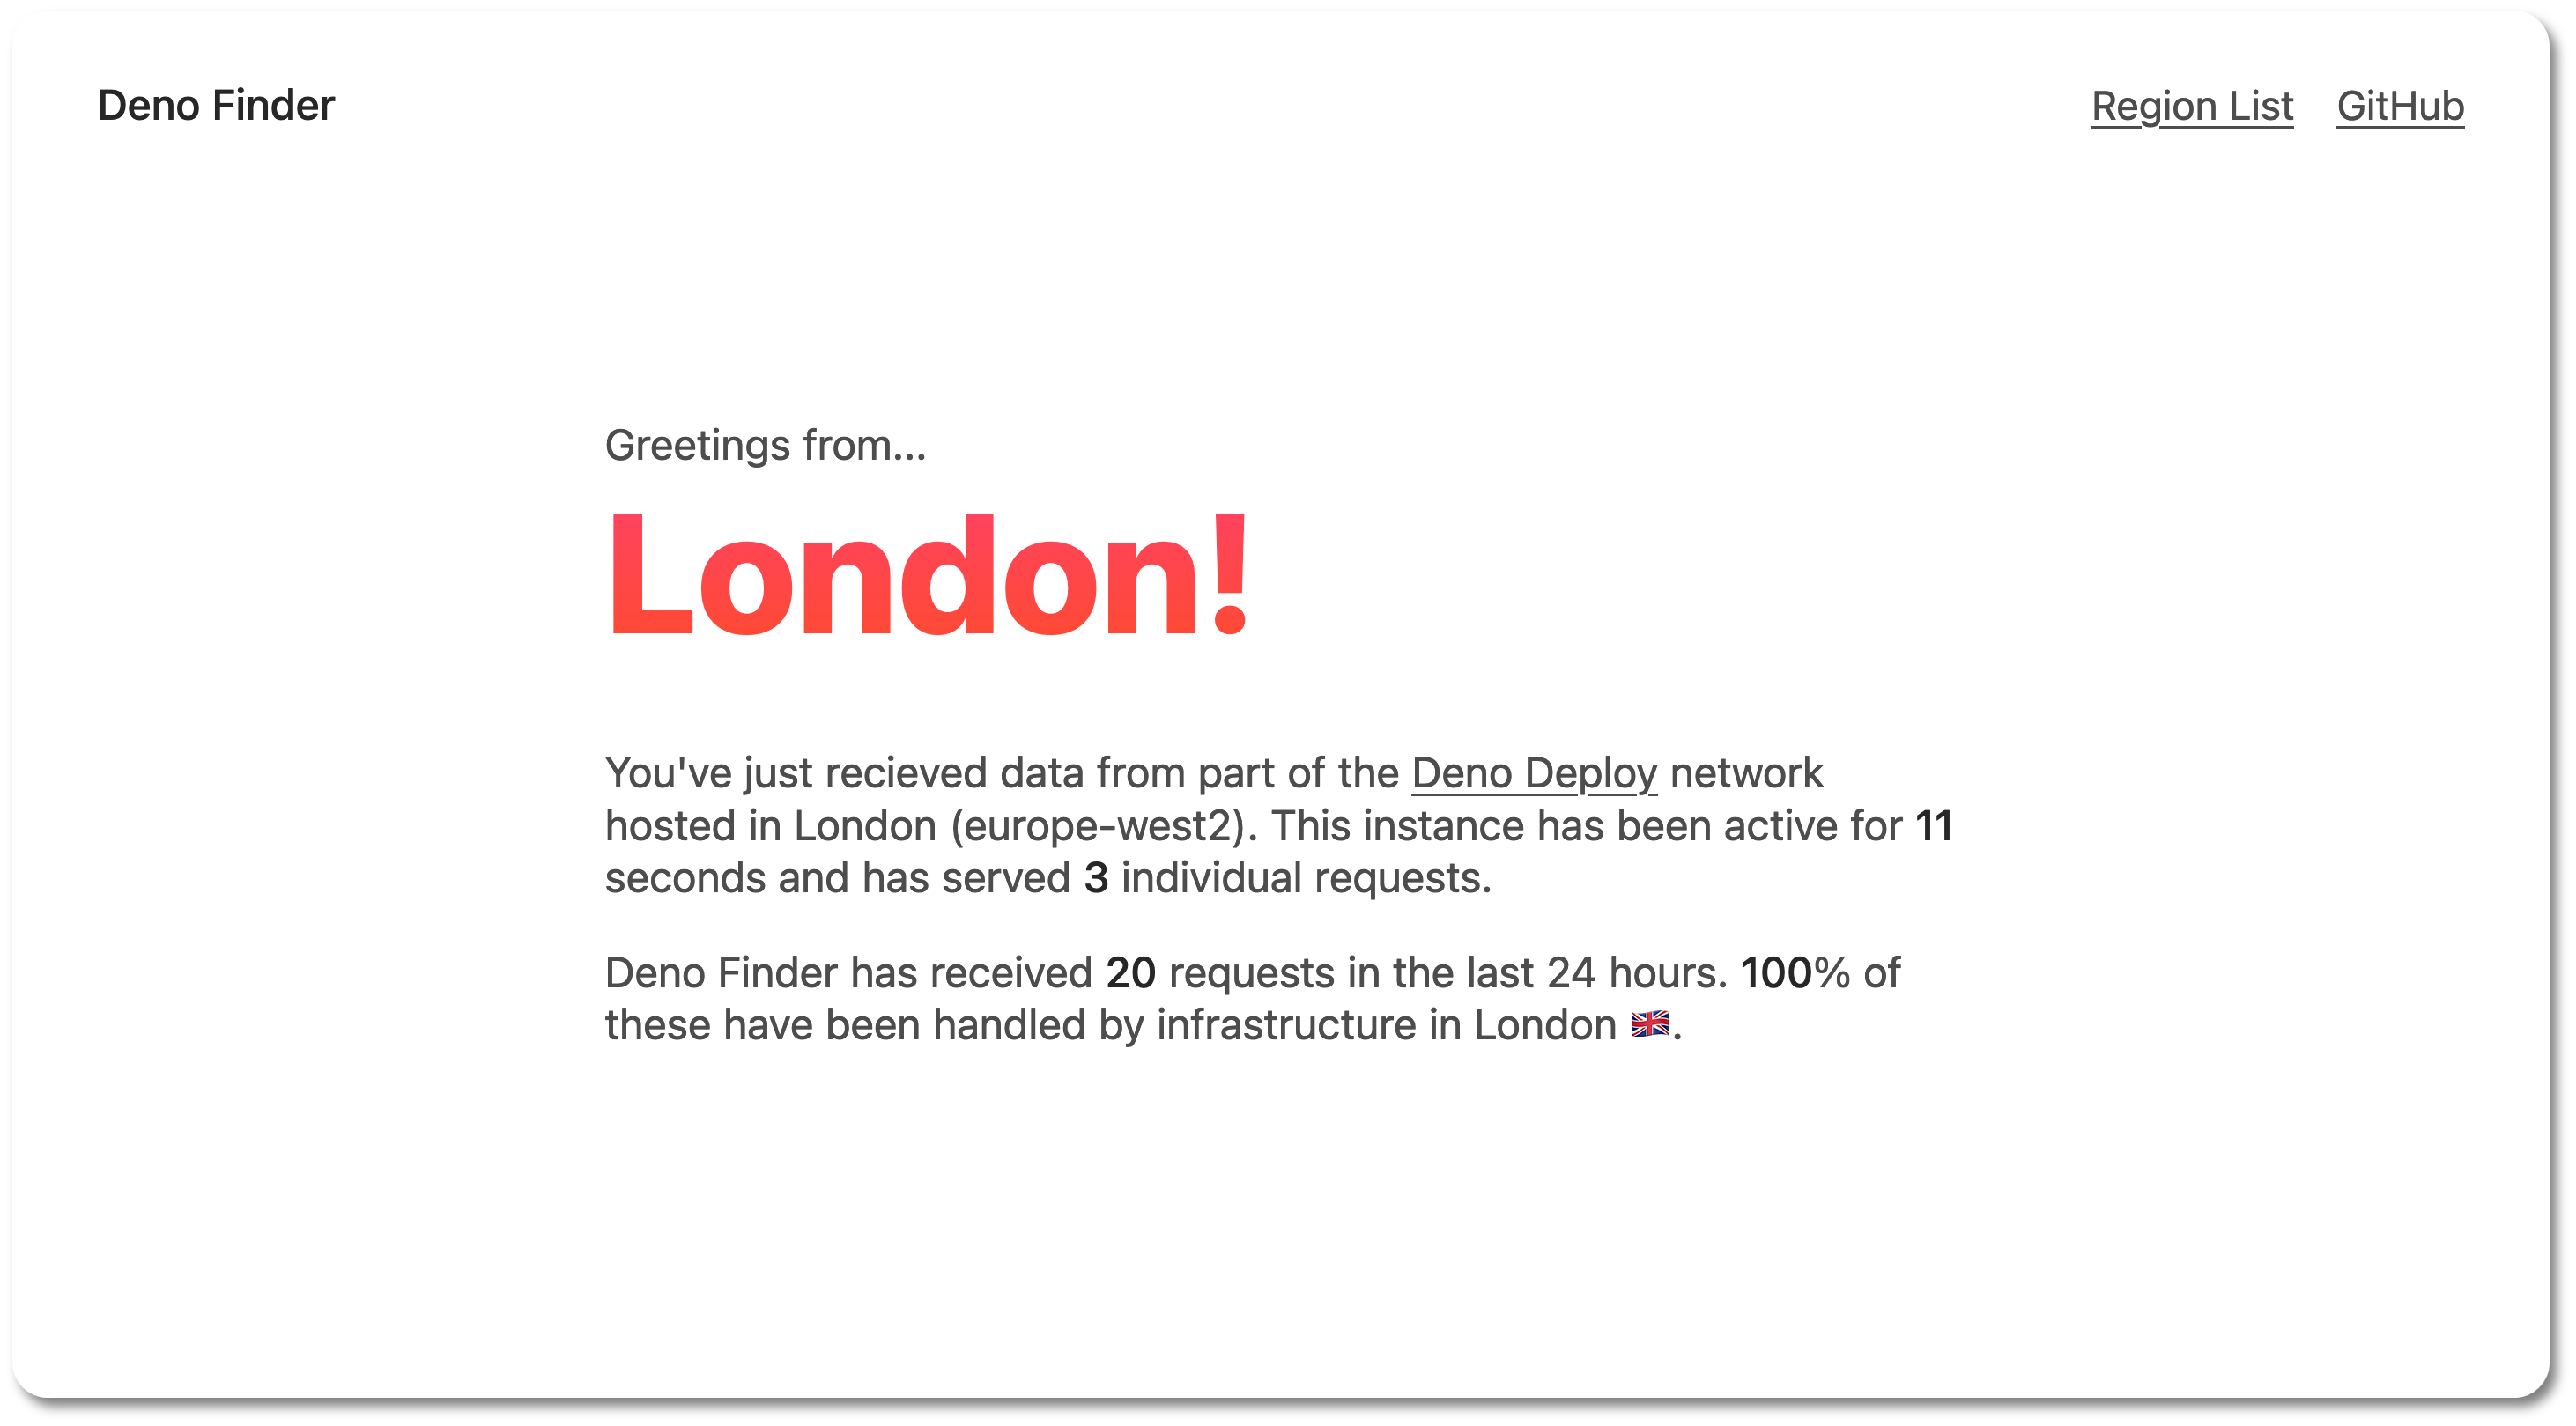 Deno Finder
Region List
GitHub
Greetings from...
London!
You've just recieved data from part of the Deno Deploy network
hosted in London (europe-west2). This instance has been active for 11
seconds and has served 3 individual requests.
Deno Finder has received 20 requests in the last 24 hours. 100% of
these have been handled by infrastructure in London 🇬🇧.